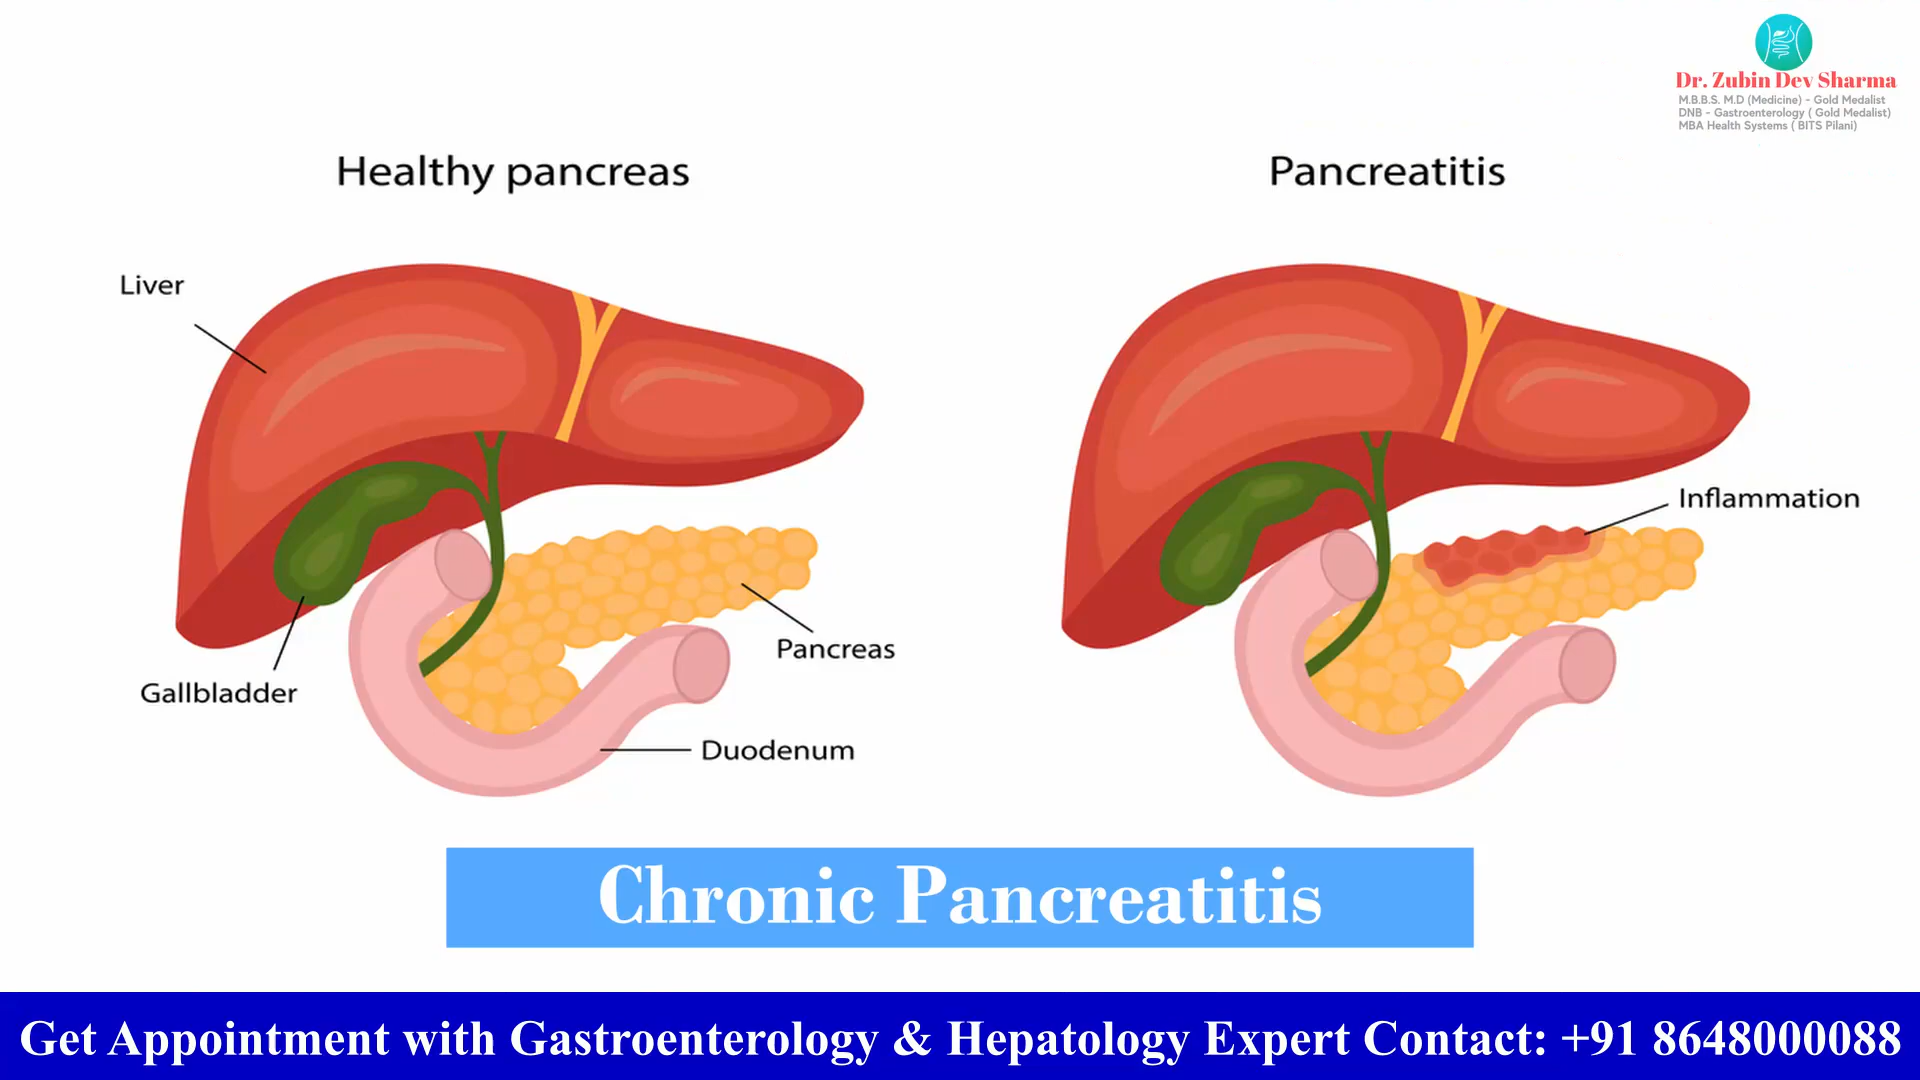 Dr. Zubin Dev Sharma
M.B.B.S. M.D (Medicine) - Gold Medalist
DNB - Gastroenterology ( Gold Medalist)
MBA Health Systems ( BITS Pilani)
Healthy pancreas
Pancreatitis
Liver
Inflammation
Pancreas
Gallbladder
Duodenum
Chronic Pancreatitis
Get Appointment with Gastroenterology & Hepatology Expert Contact: +91 8648000088